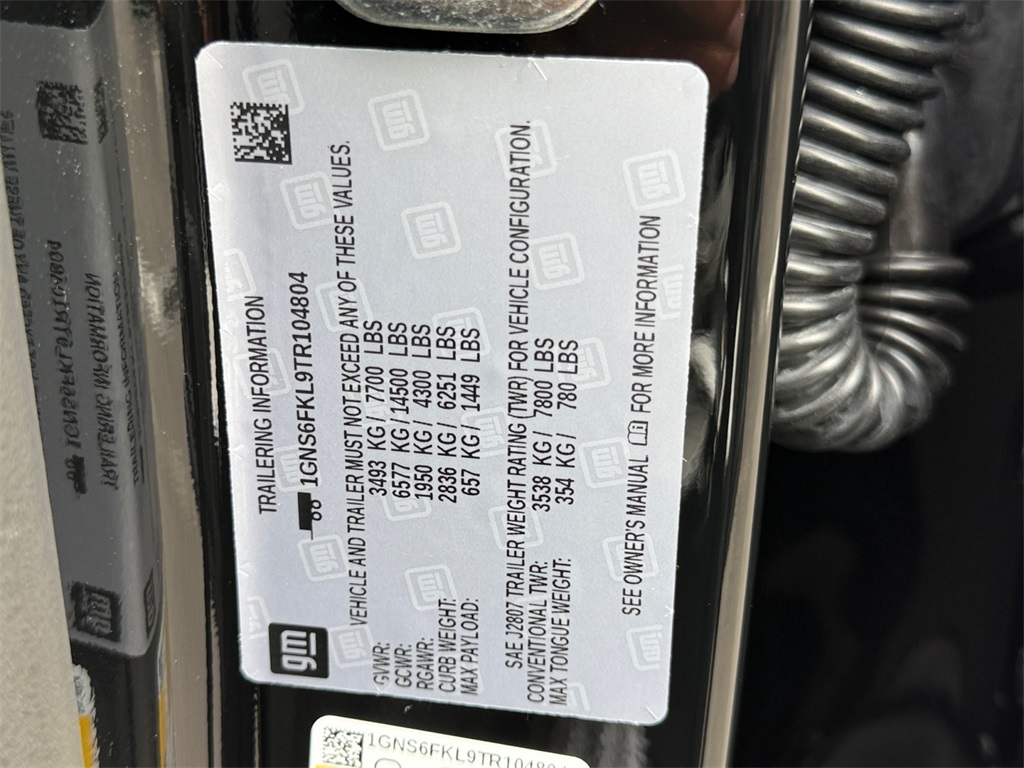 gm
TRAILERING INFORMATION
1GNS6FKL9TR104804
VEHICLE AND TRAILER MUST NOT EXCEED ANY OF THESE VALUES.
GVWR: 3493 KG / 7700 LBS
GCWR: 6577 KG / 14500 LBS
RGAWR: 1950 KG / 4300 LBS
CURB WEIGHT: 2836 KG / 6251 LBS
MAX PAYLOAD: 657 KG / 1449 LBS
SAE J2807 TRAILER WEIGHT RATING (TWR) FOR VEHICLE CONFIGURATION.
CONVENTIONAL TWR: 3538 KG / 7800 LBS
MAX TONGUE WEIGHT: 354 KG / 780 LBS
SEE OWNER'S MANUAL FOR MORE INFORMATION
1GNS6FKL9TR104804